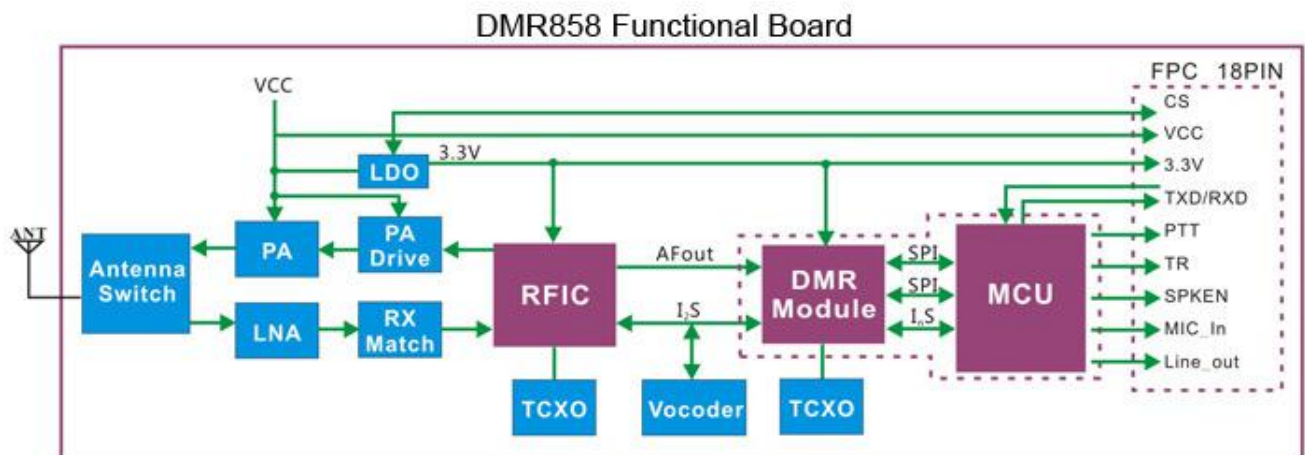 DMR858 Functional Board
FPC 18PIN
VCC
CS
VCC
3.3V
3.3V
LDO
TXD/RXD
ANT
PA
PA
Drive
AFout
SPI
PTT
Antenna
Switch
RFIC
DMR
Module
SPI
MCU
TR
LNA
RX
Match
I2S
InS
SPKEN
MIC_In
Line_out
TCXO
Vocoder
TCXO